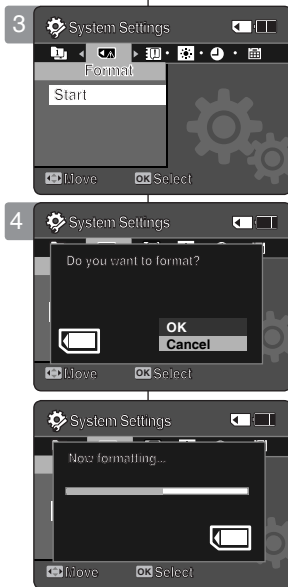 3
System Settings
Format
Start
Move OK Select
4
System Settings
Do you want to format?
OK
Cancel
Move OK Select
System Settings
Now formatting...
Move OK Select